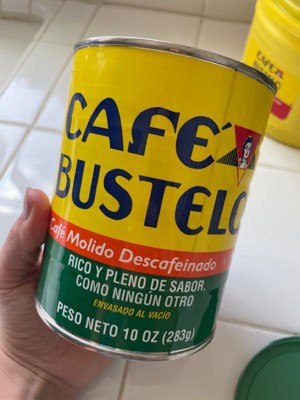 CAFÉ
BUSTELO
Café Molido Descafeinado
RICO Y PLENO DE SABOR,
COMO NINGÚN OTRO
ENVASADO AL VACÍO
PESO NETO 10 OZ (283g)
CAFÉ